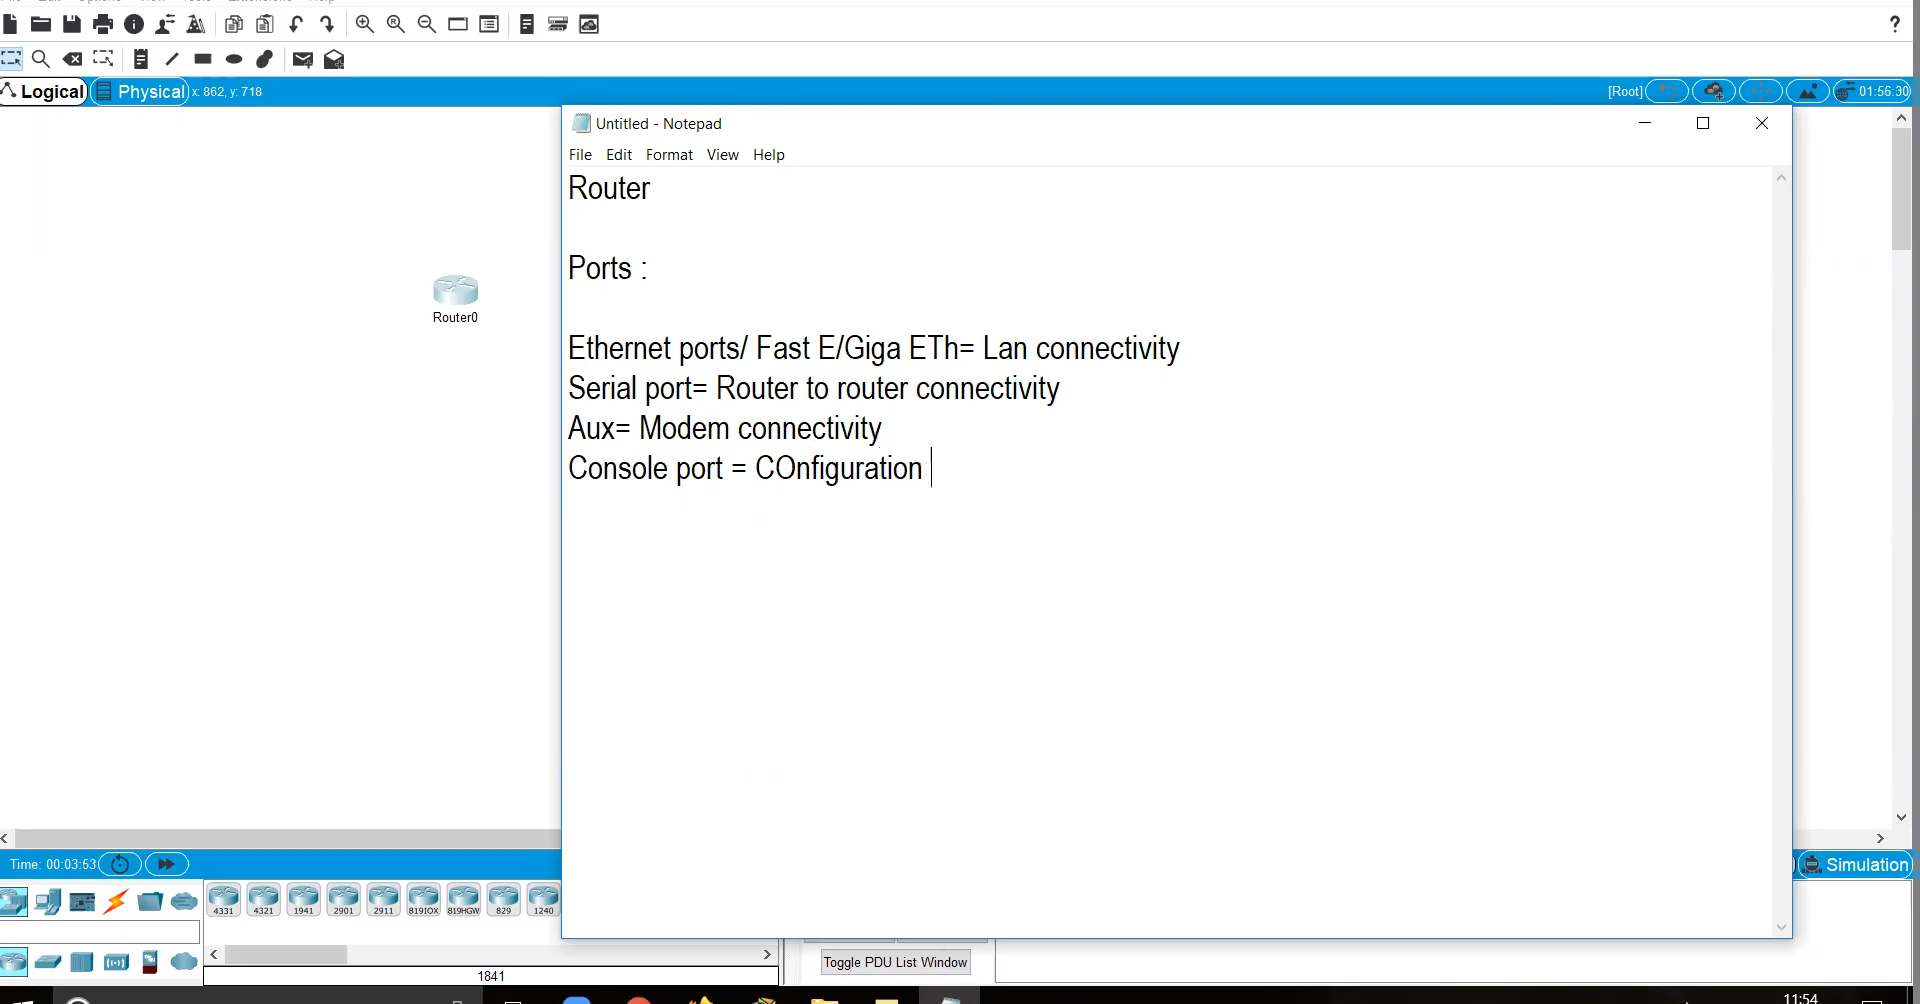 Logical
Physical
x: 862, y: 718
[Root]
01:56:30
Untitled - Notepad
File Edit Format View Help
Router
Ports :
Ethernet ports/ Fast E/Giga ETh= Lan connectivity
Serial port= Router to router connectivity
Aux= Modem connectivity
Console port = COnfiguration
Router0
Time: 00:03:53
Simulation
4331 4321 1941 2901 2911 819IOX 819HGW 829 1240
Toggle PDU List Window
1841
11:54